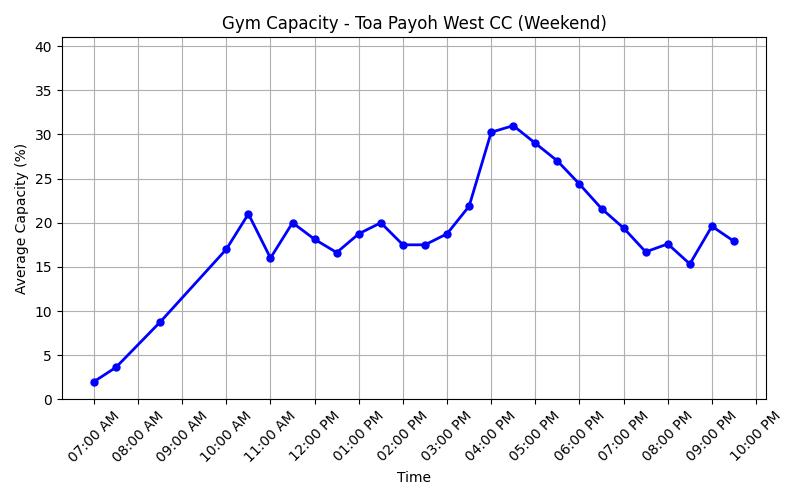 Gym Capacity - Toa Payoh West CC (Weekend)
40
35
30
25
20
15
10
5
0
Average Capacity (%)
07:00 AM
08:00 AM
09:00 AM
10:00 AM
11:00 AM
12:00 PM
01:00 PM
02:00 PM
03:00 PM
04:00 PM
05:00 PM
06:00 PM
07:00 PM
08:00 PM
09:00 PM
10:00 PM
Time